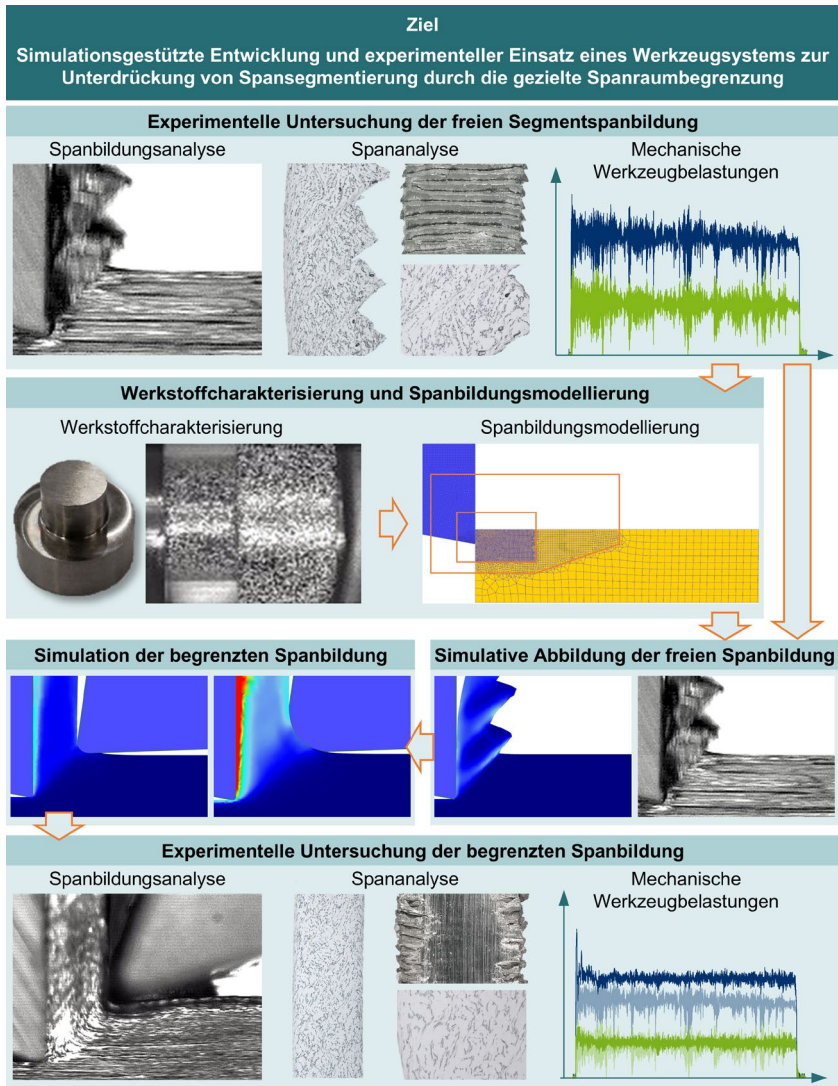 Ziel
Simulationsgestützte Entwicklung und experimenteller Einsatz eines Werkzeugsystems zur
Unterdrückung von Spansegmentierung durch die gezielte Spanraumbegrenzung
Experimentelle Untersuchung der freien Segmentspanbildung
Spanbildungsanalyse
Spananalyse
Mechanische
Werkzeugbelastungen
Werkstoffcharakterisierung und Spanbildungsmodellierung
Werkstoffcharakterisierung
Spanbildungsmodellierung
Simulation der begrenzten Spanbildung
Simulative Abbildung der freien Spanbildung
Experimentelle Untersuchung der begrenzten Spanbildung
Spanbildungsanalyse
Spananalyse
Mechanische
Werkzeugbelastungen